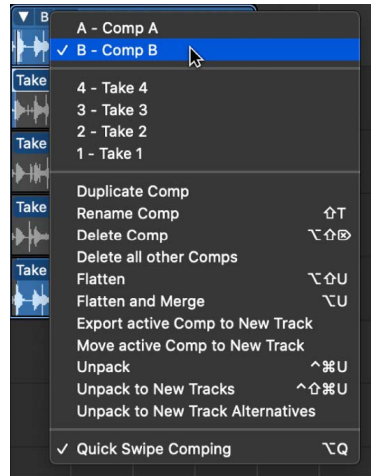 B
A - Comp A
✓ B - Comp B
Take
4 - Take 4
3 - Take 3
2 - Take 2
1 - Take 1
Take
Take
Take
Duplicate Comp
Rename Comp ⇧T
Delete Comp ⌥⇧⌦
Delete all other Comps
Flatten ⌥⇧U
Flatten and Merge ⌥U
Export active Comp to New Track
Move active Comp to New Track
Unpack ^⌘U
Unpack to New Tracks ^⇧⌘U
Unpack to New Track Alternatives
✓ Quick Swipe Comping ⌥Q